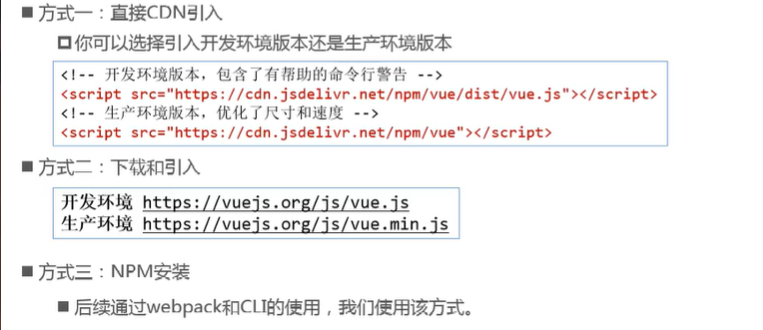 方式一：直接CDN引入
你可以选择引入开发环境版本还是生产环境版本
<!-- 开发环境版本，包含了有帮助的命令行警告 -->
<script src="https://cdn.jsdelivr.net/npm/vue/dist/vue.js"></script>
<!-- 生产环境版本，优化了尺寸和速度 -->
<script src="https://cdn.jsdelivr.net/npm/vue"></script>
方式二：下载和引入
开发环境 https://vuejs.org/js/vue.js
生产环境 https://vuejs.org/js/vue.min.js
方式三：NPM安装
后续通过webpack和CLI的使用，我们使用该方式。